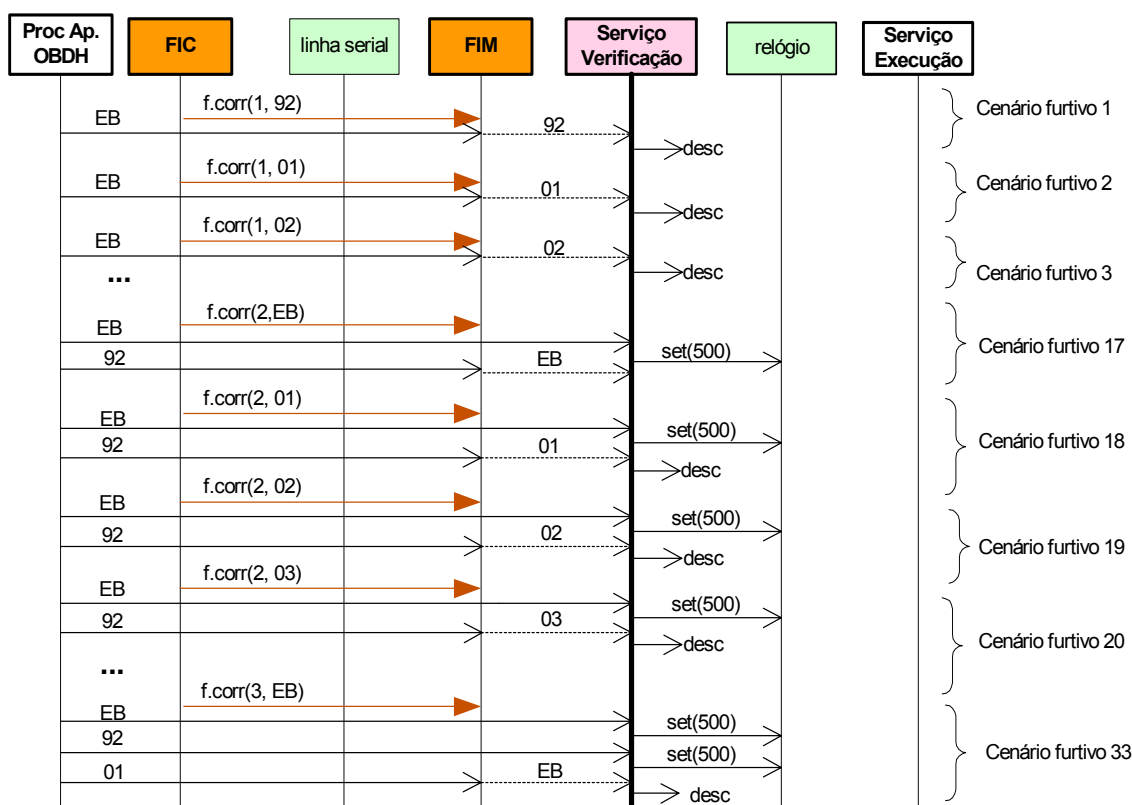 Proc Ap.
OBDH
FIC
linha serial
FIM
Serviço
Verificação
relógio
Serviço
Execução
f.corr(1, 92)
EB
92
desc
Cenário furtivo 1
f.corr(1, 01)
EB
01
desc
Cenário furtivo 2
f.corr(1, 02)
EB
02
desc
Cenário furtivo 3
...
f.corr(2,EB)
EB
92
EB
set(500)
Cenário furtivo 17
f.corr(2, 01)
EB
92
01
set(500)
desc
Cenário furtivo 18
f.corr(2, 02)
EB
92
02
set(500)
desc
Cenário furtivo 19
f.corr(2, 03)
EB
92
03
set(500)
desc
Cenário furtivo 20
...
f.corr(3, EB)
EB
set(500)
92
set(500)
01
EB
desc
Cenário furtivo 33